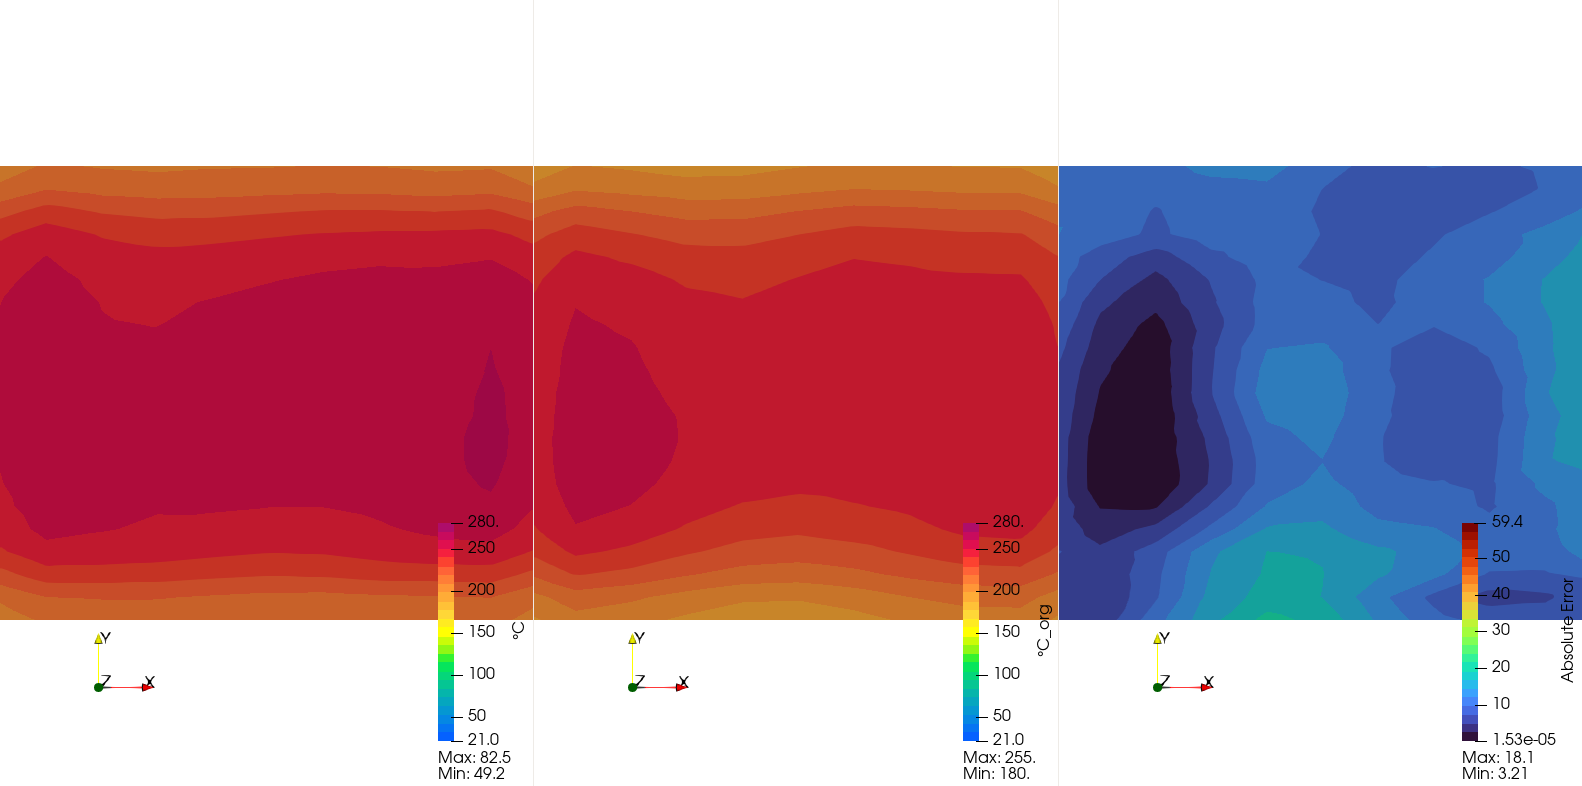 280.
250
200
150
100
50
21.0
°C
Max: 82.5
Min: 49.2
Y
Z
X
280.
250
200
150
100
50
21.0
°C_org
Max: 255.
Min: 180.
Y
Z
X
59.4
50
40
30
20
10
1.53e-05
Absolute Error
Max: 18.1
Min: 3.21
Y
Z
X